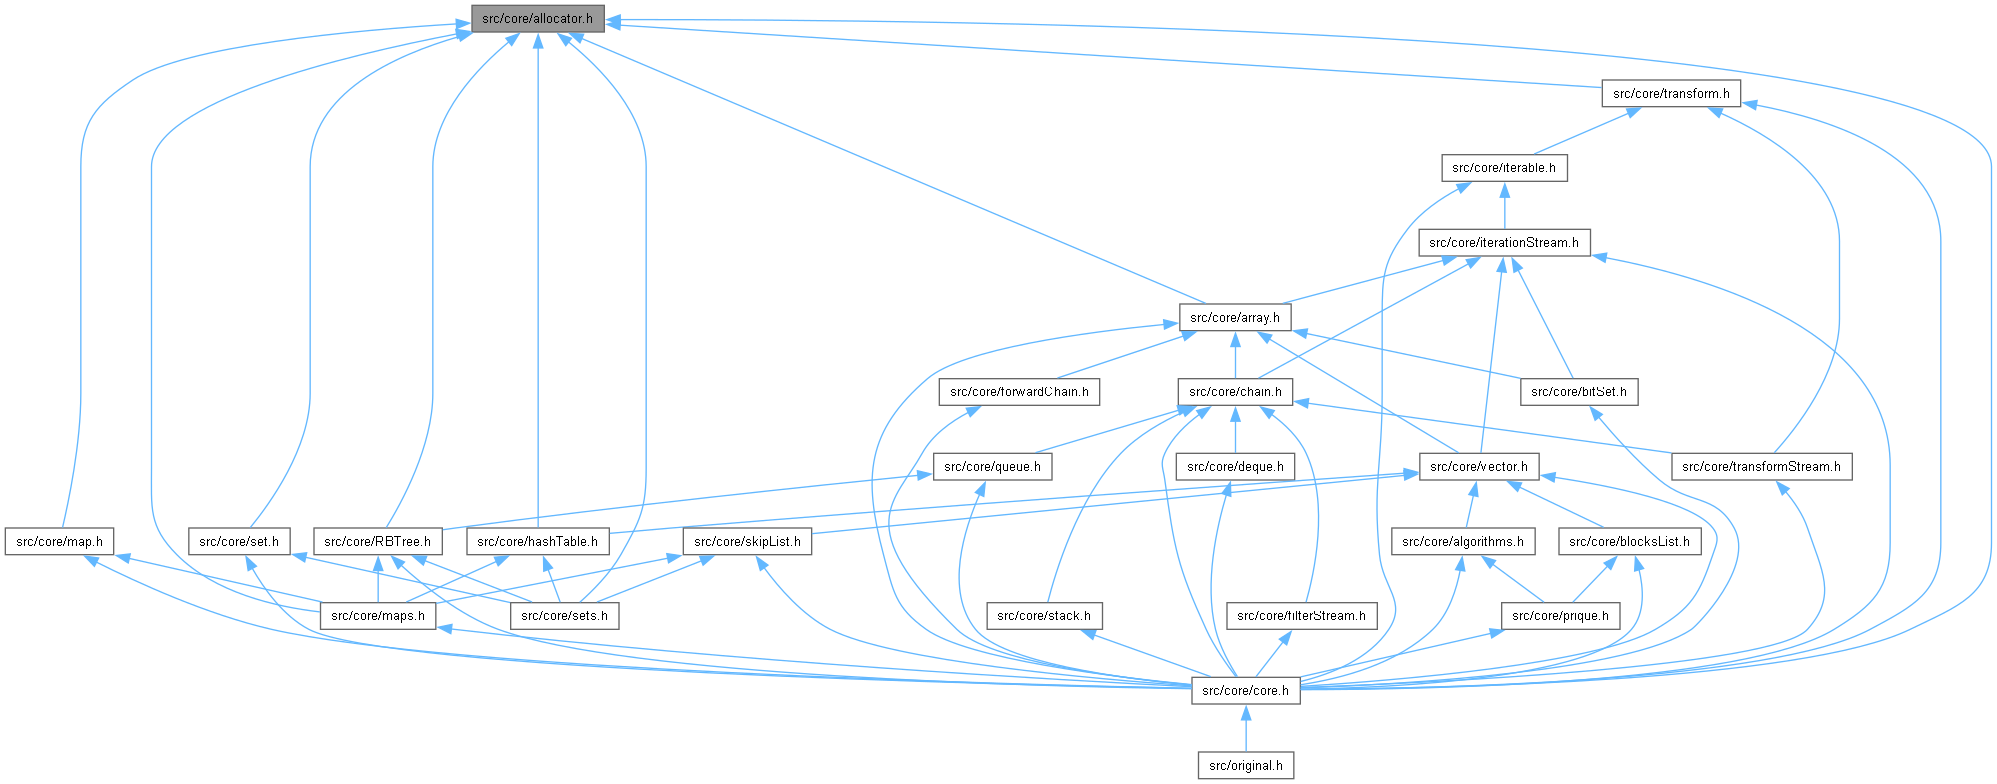 src/core/allocator.h
src/core/transform.h
src/core/iterable.h
src/core/iterationStream.h
src/core/array.h
src/core/forwardChain.h
src/core/chain.h
src/core/bitSet.h
src/core/queue.h
src/core/deque.h
src/core/vector.h
src/core/transformStream.h
src/core/map.h
src/core/set.h
src/core/RBTree.h
src/core/hashTable.h
src/core/skipList.h
src/core/algorithms.h
src/core/blocksList.h
src/core/maps.h
src/core/sets.h
src/core/stack.h
src/core/filterStream.h
src/core/prique.h
src/core/core.h
src/original.h